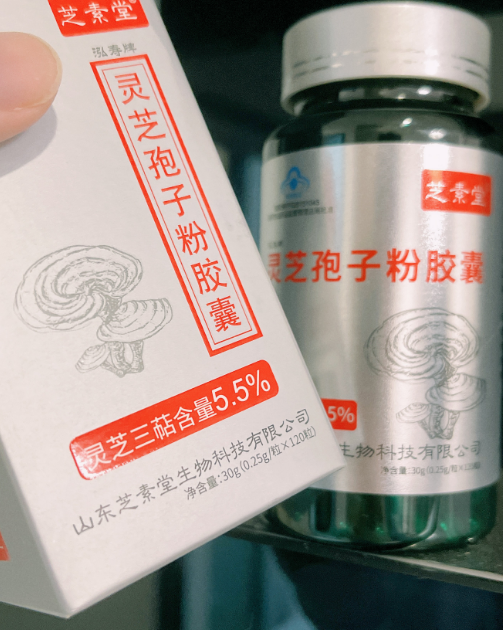 芝素堂®
泓寿牌
灵芝孢子粉胶囊
灵芝三萜含量5.5%
山东芝素堂生物科技有限公司
净含量:30g(0.25g/粒×120粒)
芝素堂
灵芝孢子粉胶囊
5%
生物科技有限公司
净含量:30g(0.25g/粒×120粒